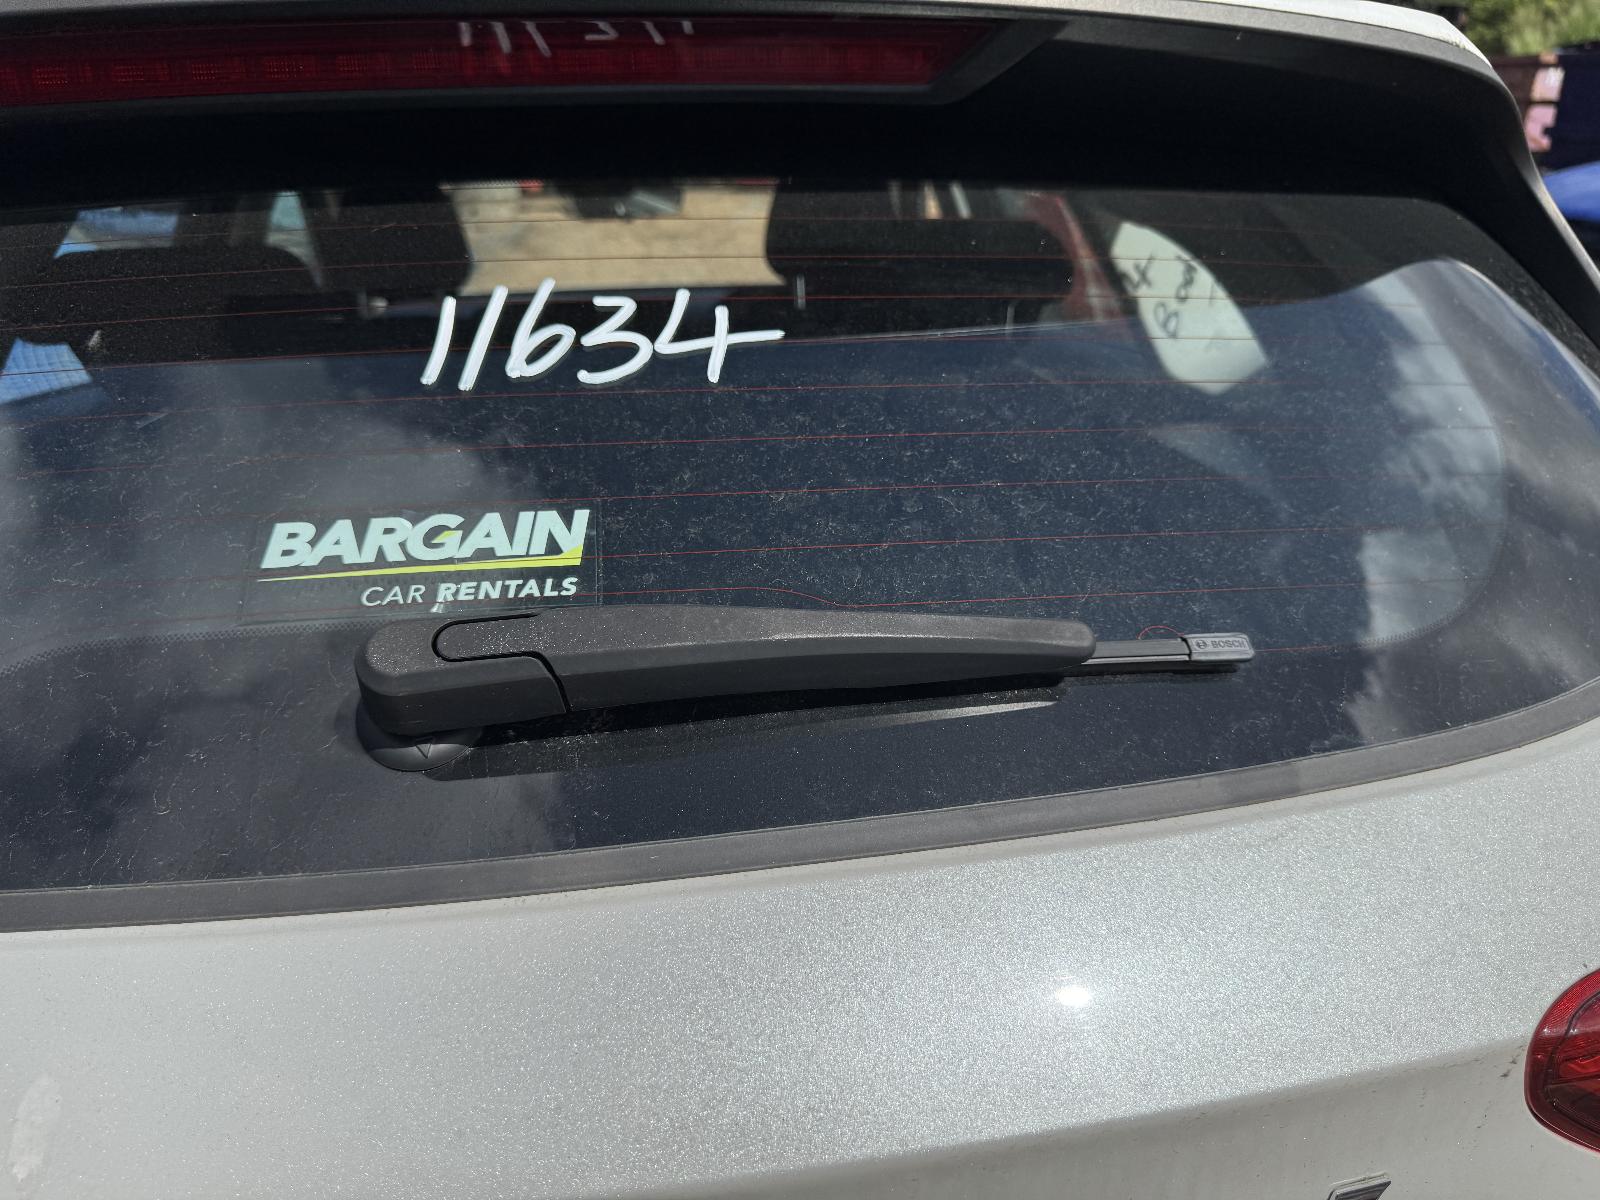 11634
BARGAIN
CAR RENTALS
BOSCH